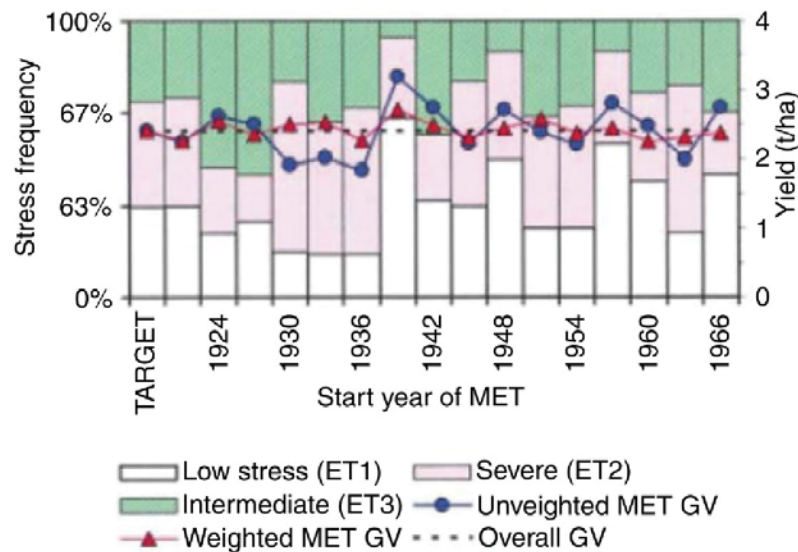 100%
67%
63%
0%
Stress frequency
4
3
2
1
0
Yield (t/ha)
TARGET
1924
1930
1936
1942
1948
1954
1960
1966
Start year of MET
Low stress (ET1)
Severe (ET2)
Intermediate (ET3)
Unveighted MET GV
Weighted MET GV
Overall GV